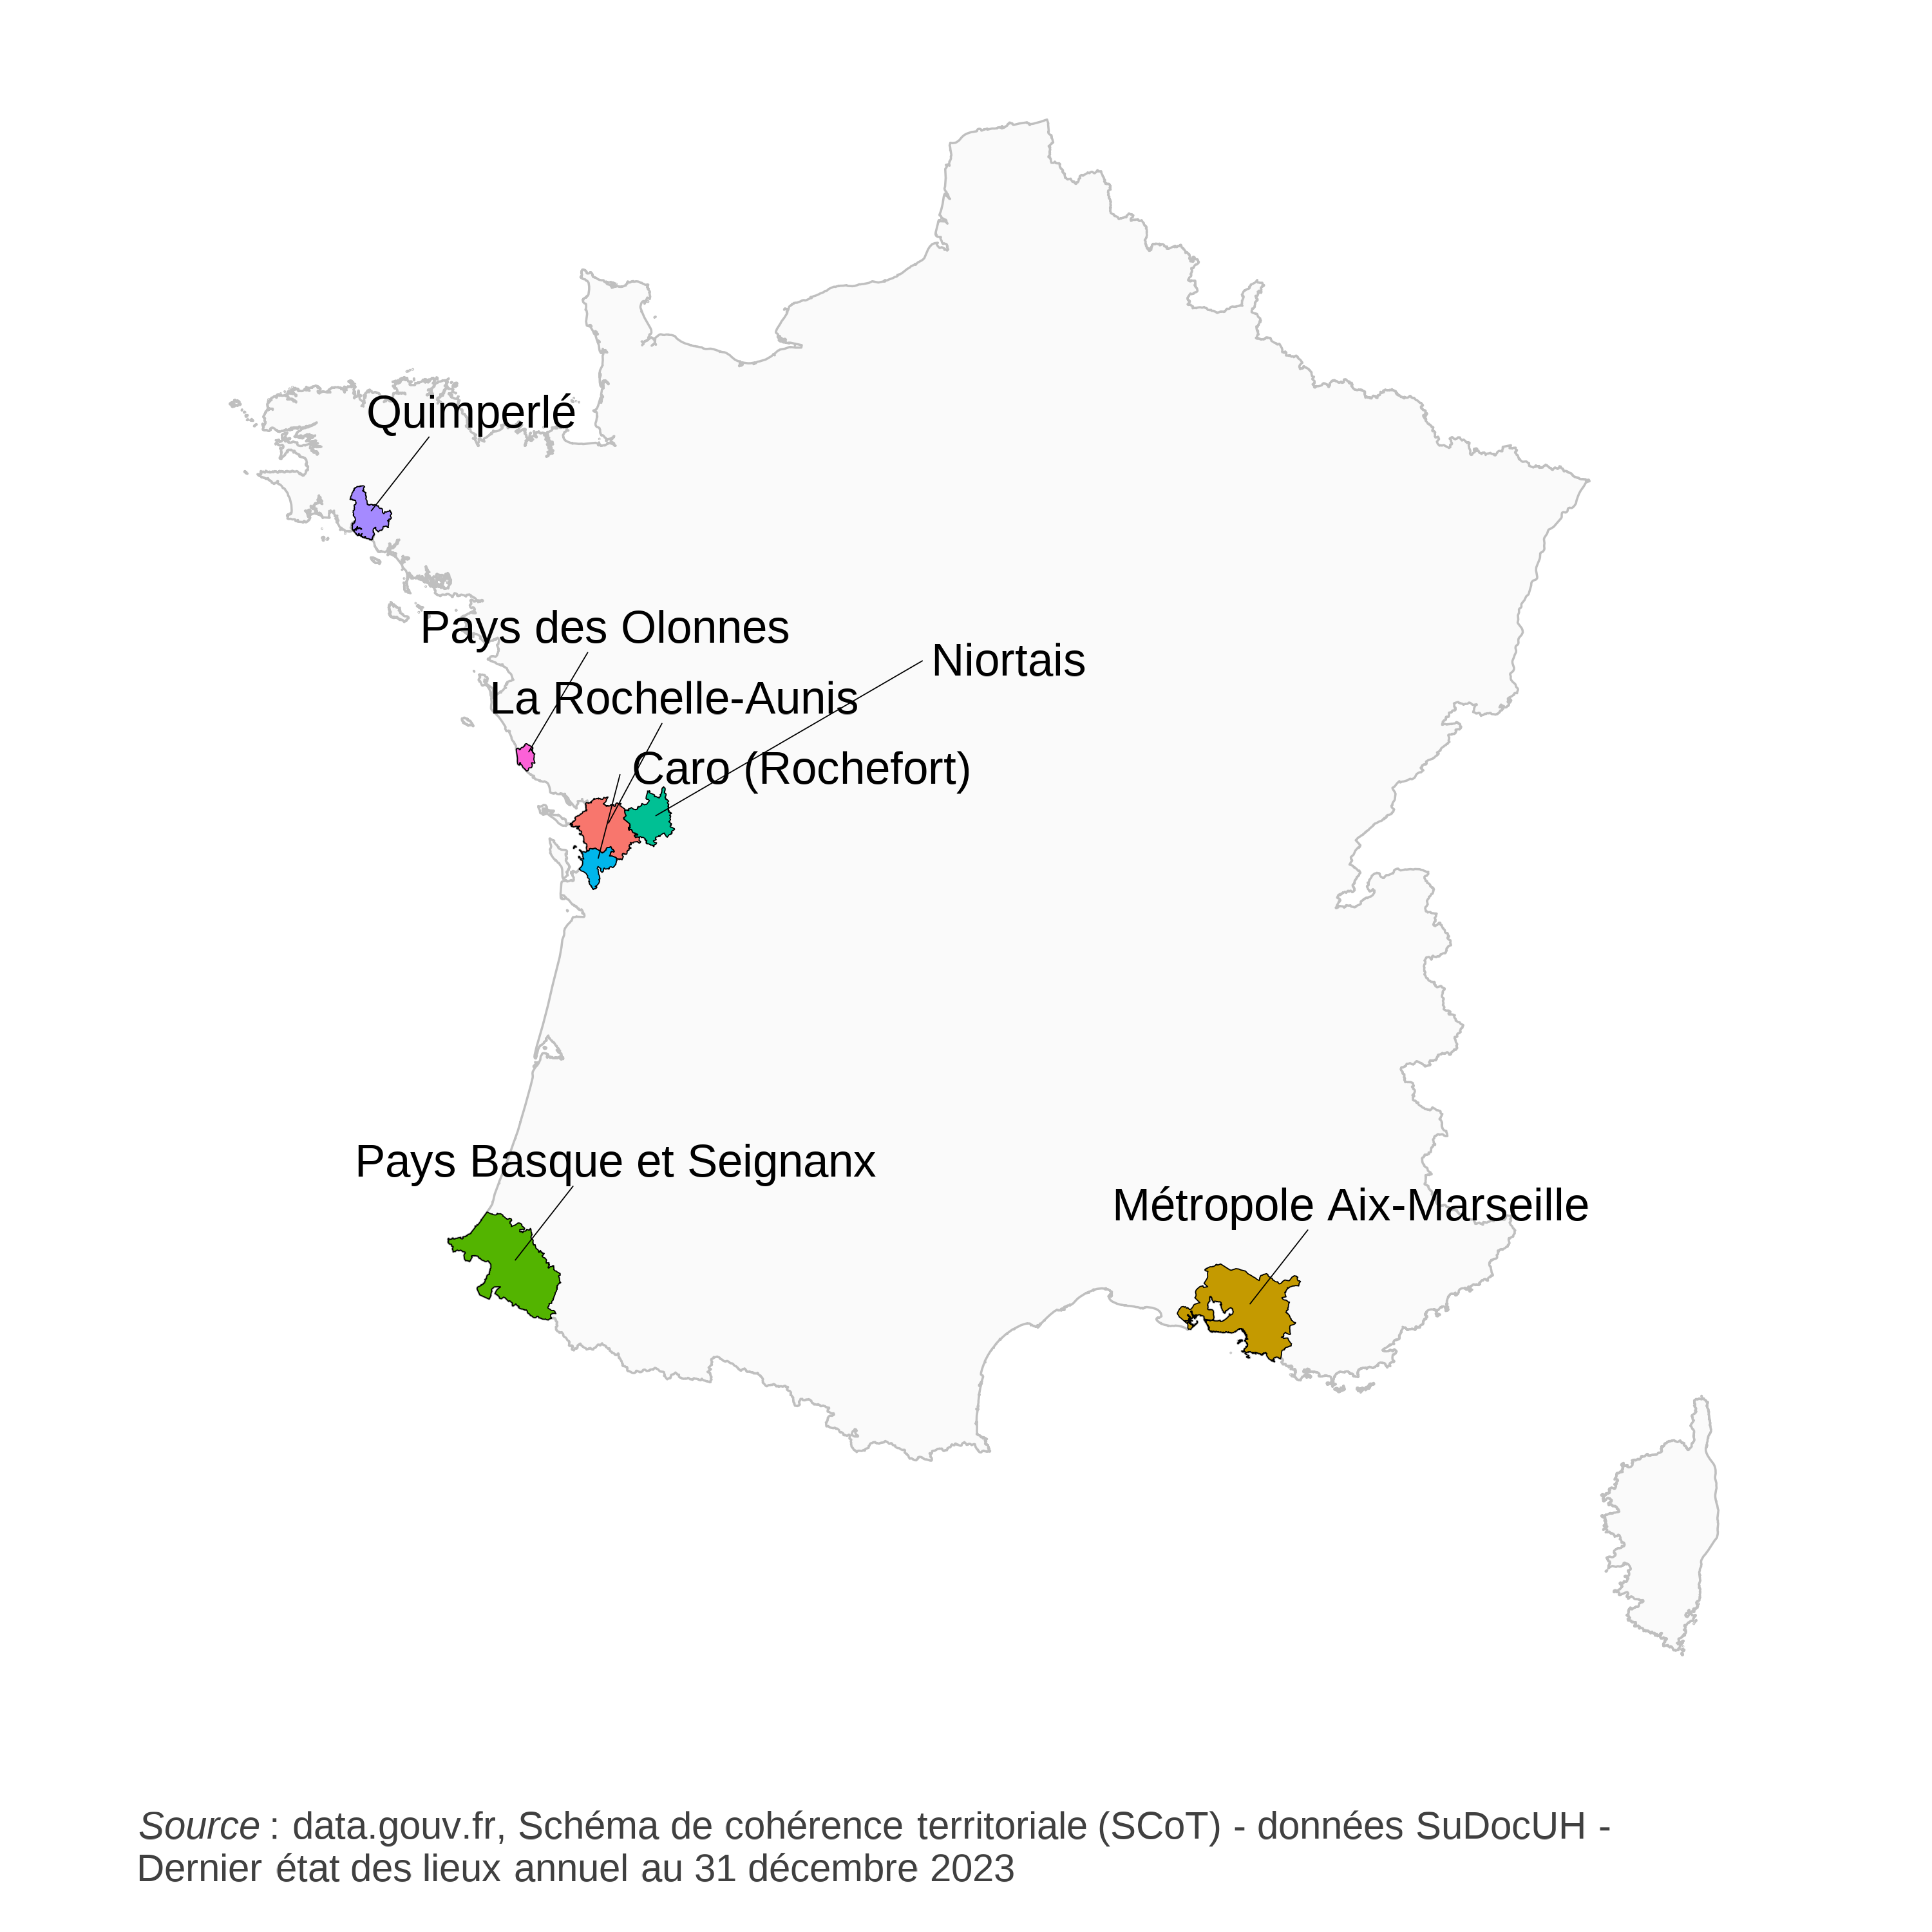 Quimperlé
Pays des Olonnes
Niortais
La Rochelle-Aunis
Caro (Rochefort)
Pays Basque et Seignanx
Métropole Aix-Marseille
Source : data.gouv.fr, Schéma de cohérence territoriale (SCoT) - données SuDocUH -
Dernier état des lieux annuel au 31 décembre 2023